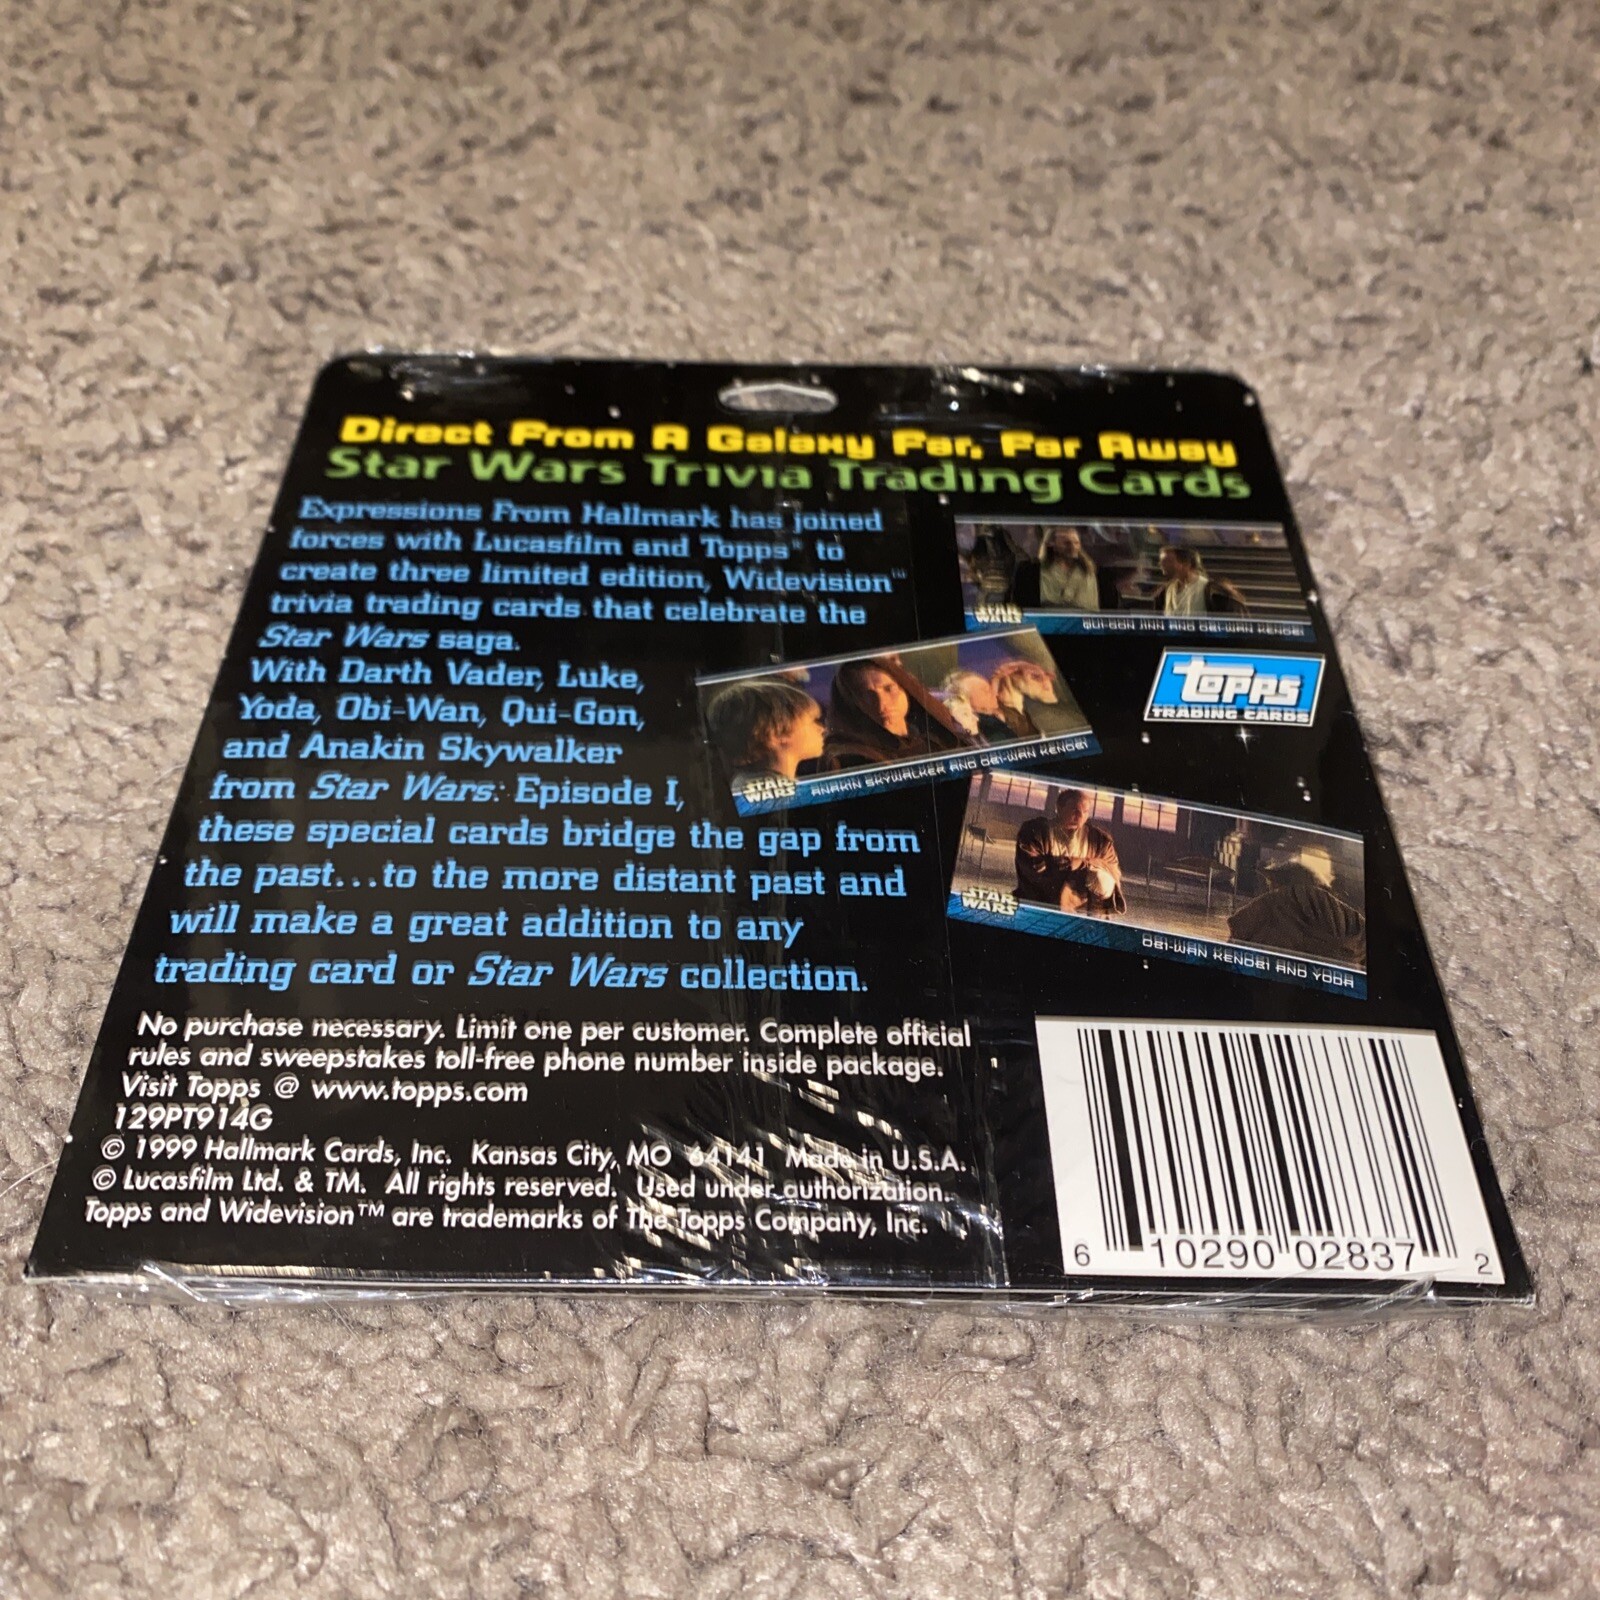 Direct From A Galaxy Far, Far Away
Star Wars Trivia Trading Cards
Expressions From Hallmark has joined
forces with Lucasfilm and Topps® to
create three limited edition, Widevision™
trivia trading cards that celebrate the
Star Wars saga.
With Darth Vader, Luke,
Yoda, Obi-Wan, Qui-Gon,
and Anakin Skywalker
from Star Wars: Episode I,
these special cards bridge the gap from
the past...to the more distant past and
will make a great addition to any
trading card or Star Wars collection.
STAR
WARS
QUI-GON JINN AND OBI-WAN KENOBI
TOPPS
TRADING CARDS
STAR
WARS
ANAKIN SKYWALKER AND OBI-WAN KENOBI
STAR
WARS
OBI-WAN KENOBI AND YODA
No purchase necessary. Limit one per customer. Complete official
rules and sweepstakes toll-free phone number inside package.
Visit Topps @ www.topps.com
129PT914G
© 1999 Hallmark Cards, Inc. Kansas City, MO 64141 Made in U.S.A.
© Lucasfilm Ltd. & TM. All rights reserved. Used under authorization.
Topps and Widevision™ are trademarks of The Topps Company, Inc.
6 10290 02837 2